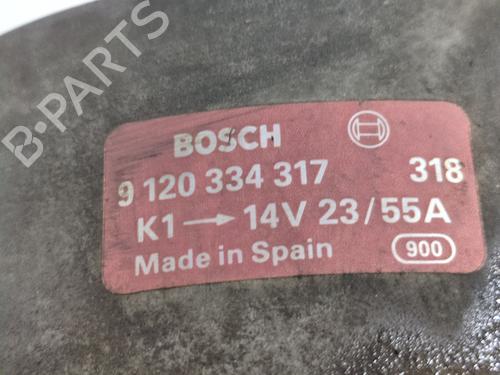 B-PARTS
BOSCH
9 120 334 317 318
K1 → 14V 23/55A
Made in Spain 900